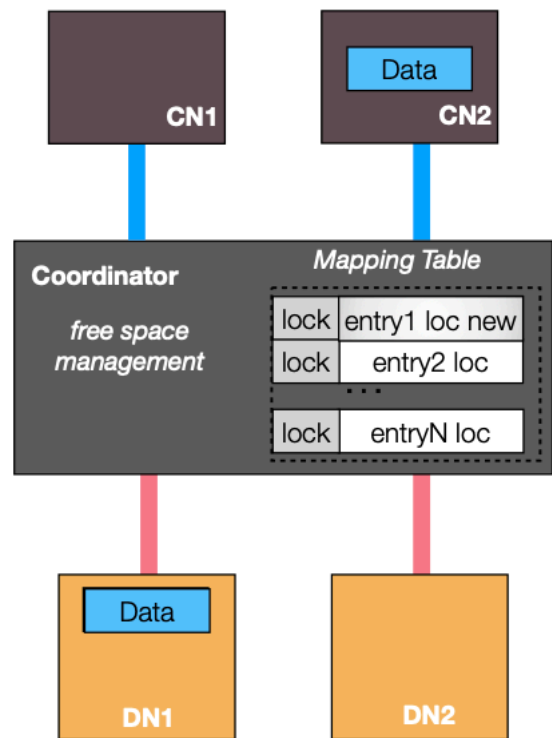 Data
CN1
CN2
Coordinator
Mapping Table
free space
management
lock entry1 loc new
lock entry2 loc
. . .
lock entryN loc
Data
DN1
DN2